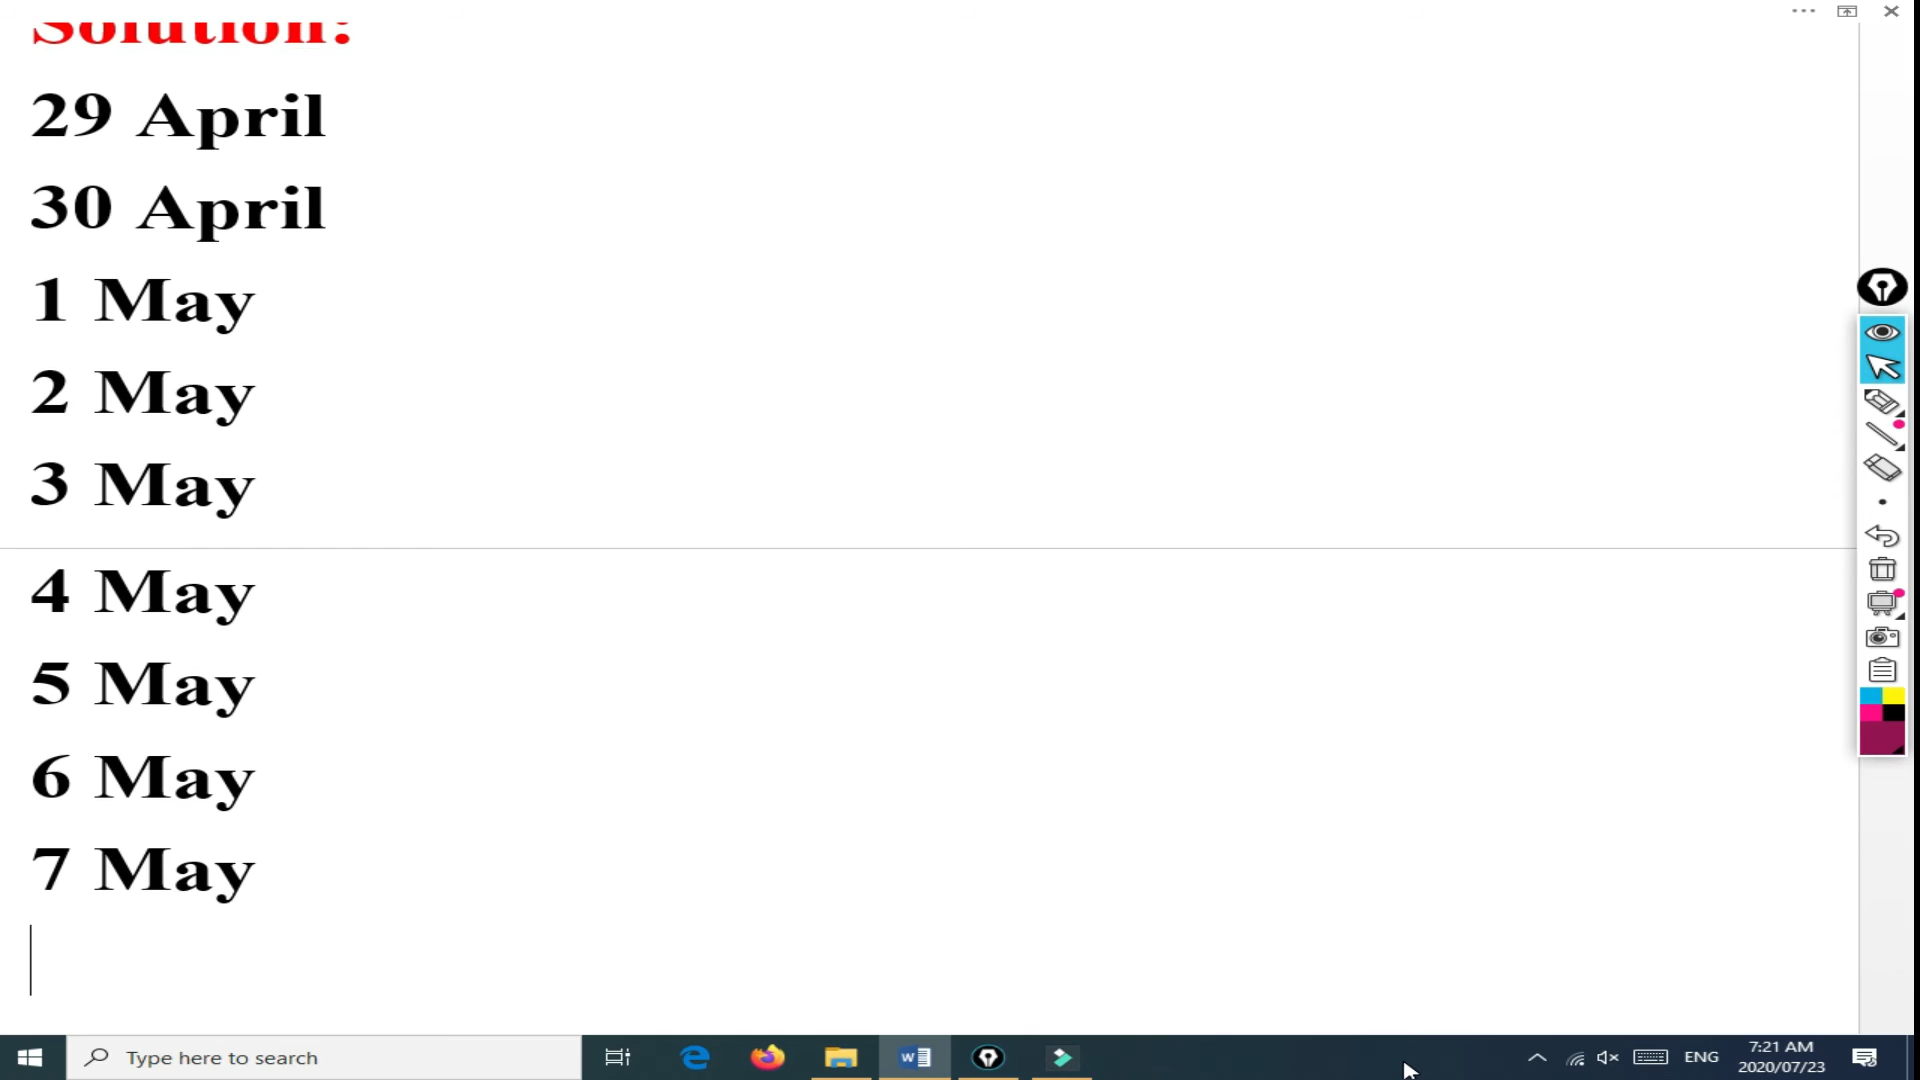 Solution:
29 April
30 April
1 May
2 May
3 May
4 May
5 May
6 May
7 May
Type here to search
ENG
7:21 AM
2020/07/23